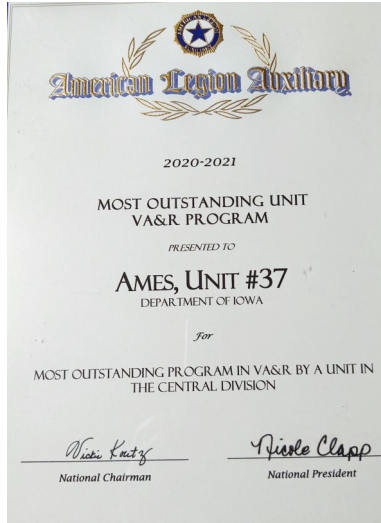 American Legion Auxiliary
2020-2021
MOST OUTSTANDING UNIT
VA&R PROGRAM
PRESENTED TO
AMES, UNIT #37
DEPARTMENT OF IOWA
For
MOST OUTSTANDING PROGRAM IN VA&R BY A UNIT IN
THE CENTRAL DIVISION
Nicole Clapp
National Chairman
National President